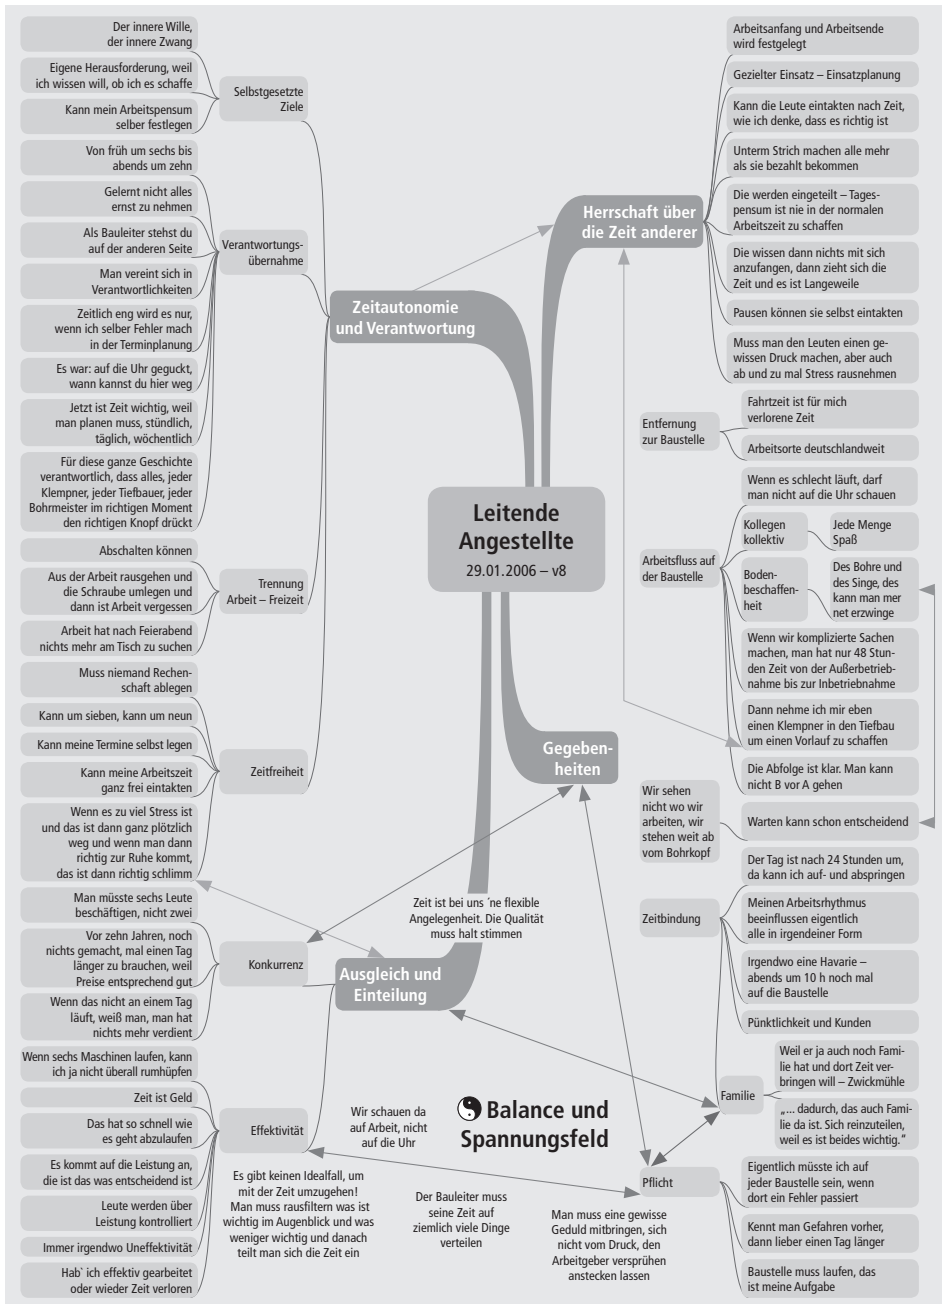 Der innere Wille,
der innere Zwang
Eigene Herausforderung, weil
ich wissen will, ob ich es schaffe
Kann mein Arbeitspensum
selber festlegen
Selbstgesetzte
Ziele
Von früh um sechs bis
abends um zehn
Gelernt nicht alles
ernst zu nehmen
Als Bauleiter stehst du
auf der anderen Seite
Man vereint sich in
Verantwortlichkeiten
Zeitlich eng wird es nur,
wenn ich selber Fehler mach
in der Terminplanung
Es war: auf die Uhr geguckt,
wann kannst du hier weg
Jetzt ist Zeit wichtig, weil
man planen muss, stündlich,
täglich, wöchentlich
Für diese ganze Geschichte
verantwortlich, dass alles, jeder
Klempner, jeder Tiefbauer, jeder
Bohrmeister im richtigen Moment
den richtigen Knopf drückt
Verantwortungs-
übernahme
Zeitautonomie
und Verantwortung
Abschalten können
Aus der Arbeit rausgehen und
die Schraube umlegen und
dann ist Arbeit vergessen
Arbeit hat nach Feierabend
nichts mehr am Tisch zu suchen
Trennung
Arbeit – Freizeit
Muss niemand Rechen-
schaft ablegen
Kann um sieben, kann um neun
Kann meine Termine selbst legen
Kann meine Arbeitszeit
ganz frei eintakten
Wenn es zu viel Stress ist
und das ist dann ganz plötzlich
weg und wenn man dann
richtig zur Ruhe kommt,
das ist dann richtig schlimm
Zeitfreiheit
Man müsste sechs Leute
beschäftigen, nicht zwei
Vor zehn Jahren, noch
nichts gemacht, mal einen Tag
länger zu brauchen, weil
Preise entsprechend gut
Wenn das nicht an einem Tag
läuft, weiß man, man hat
nichts mehr verdient
Konkurrenz
Ausgleich und
Einteilung
Wenn sechs Maschinen laufen, kann
ich ja nicht überall rumhüpfen
Zeit ist Geld
Das hat so schnell wie
es geht abzulaufen
Es kommt auf die Leistung an,
die ist das was entscheidend ist
Leute werden über
Leistung kontrolliert
Immer irgendwo Uneffektivität
Hab` ich effektiv gearbeitet
oder wieder Zeit verloren
Effektivität
Leitende
Angestellte
29.01.2006 – v8
Zeit ist bei uns ´ne flexible
Angelegenheit. Die Qualität
muss halt stimmen
Balance und
Spannungsfeld
Wir schauen da
auf Arbeit, nicht
auf die Uhr
Es gibt keinen Idealfall, um
mit der Zeit umzugehen!
Man muss rausfiltern was ist
wichtig im Augenblick und was
weniger wichtig und danach
teilt man sich die Zeit ein
Der Bauleiter muss
seine Zeit auf
ziemlich viele Dinge
verteilen
Man muss eine gewisse
Geduld mitbringen, sich
nicht vom Druck, den
Arbeitgeber versprühen
anstecken lassen
Herrschaft über
die Zeit anderer
Arbeitsanfang und Arbeitsende
wird festgelegt
Gezielter Einsatz – Einsatzplanung
Kann die Leute eintakten nach Zeit,
wie ich denke, dass es richtig ist
Unterm Strich machen alle mehr
als sie bezahlt bekommen
Die werden eingeteilt – Tages-
pensum ist nie in der normalen
Arbeitszeit zu schaffen
Die wissen dann nichts mit sich
anzufangen, dann zieht sich die
Zeit und es ist Langeweile
Pausen können sie selbst eintakten
Muss man den Leuten einen ge-
wissen Druck machen, aber auch
ab und zu mal Stress rausnehmen
Gegeben-
heiten
Entfernung
zur Baustelle
Fahrtzeit ist für mich
verlorene Zeit
Arbeitsorte deutschlandweit
Arbeitsfluss auf
der Baustelle
Wenn es schlecht läuft, darf
man nicht auf die Uhr schauen
Kollegen
kollektiv
Jede Menge
Spaß
Boden-
beschaffen-
heit
Des Bohre und
des Singe, des
kann man mer
net erzwinge
Wenn wir komplizierte Sachen
machen, man hat nur 48 Stun-
den Zeit von der Außerbetrieb-
nahme bis zur Inbetriebnahme
Dann nehme ich mir eben
einen Klempner in den Tiefbau
um einen Vorlauf zu schaffen
Die Abfolge ist klar. Man kann
nicht B vor A gehen
Wir sehen
nicht wo wir
arbeiten, wir
stehen weit ab
vom Bohrkopf
Warten kann schon entscheidend
Zeitbindung
Der Tag ist nach 24 Stunden um,
da kann ich auf- und abspringen
Meinen Arbeitsrhythmus
beeinflussen eigentlich
alle in irgendeiner Form
Irgendwo eine Havarie –
abends um 10 h noch mal
auf die Baustelle
Pünktlichkeit und Kunden
Familie
Weil er ja auch noch Fami-
lie hat und dort Zeit ver-
bringen will – Zwickmühle
„... dadurch, das auch Fami-
lie da ist. Sich reinzuteilen,
weil es ist beides wichtig.“
Pflicht
Eigentlich müsste ich auf
jeder Baustelle sein, wenn
dort ein Fehler passiert
Kennt man Gefahren vorher,
dann lieber einen Tag länger
Baustelle muss laufen, das
ist meine Aufgabe